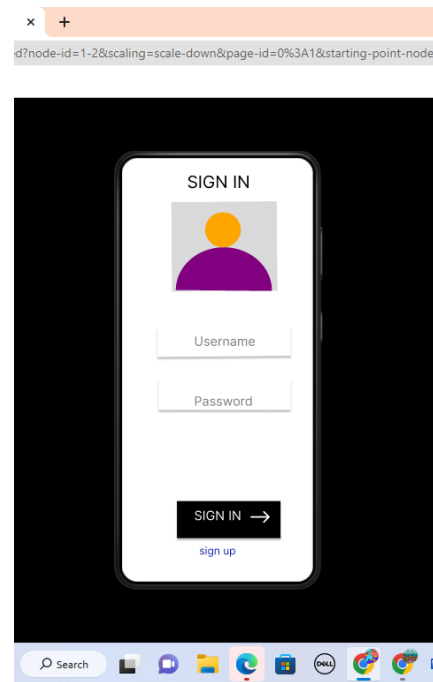 × +
d?node-id=1-2&scaling=scale-down&page-id=0%3A1&starting-point-node
SIGN IN
Username
Password
SIGN IN →
sign up
Search
DELL